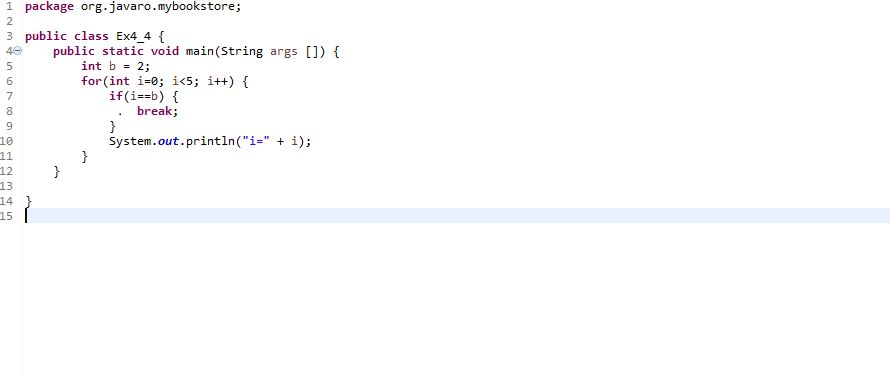 1 package org.javaro.mybookstore;
2
3 public class Ex4_4 {
4 public static void main(String args []) {
5 int b = 2;
6 for(int i=0; i<5; i++) {
7 if(i==b) {
8 . break;
9 }
10 System.out.println("i=" + i);
11 }
12 }
13
14 }
15